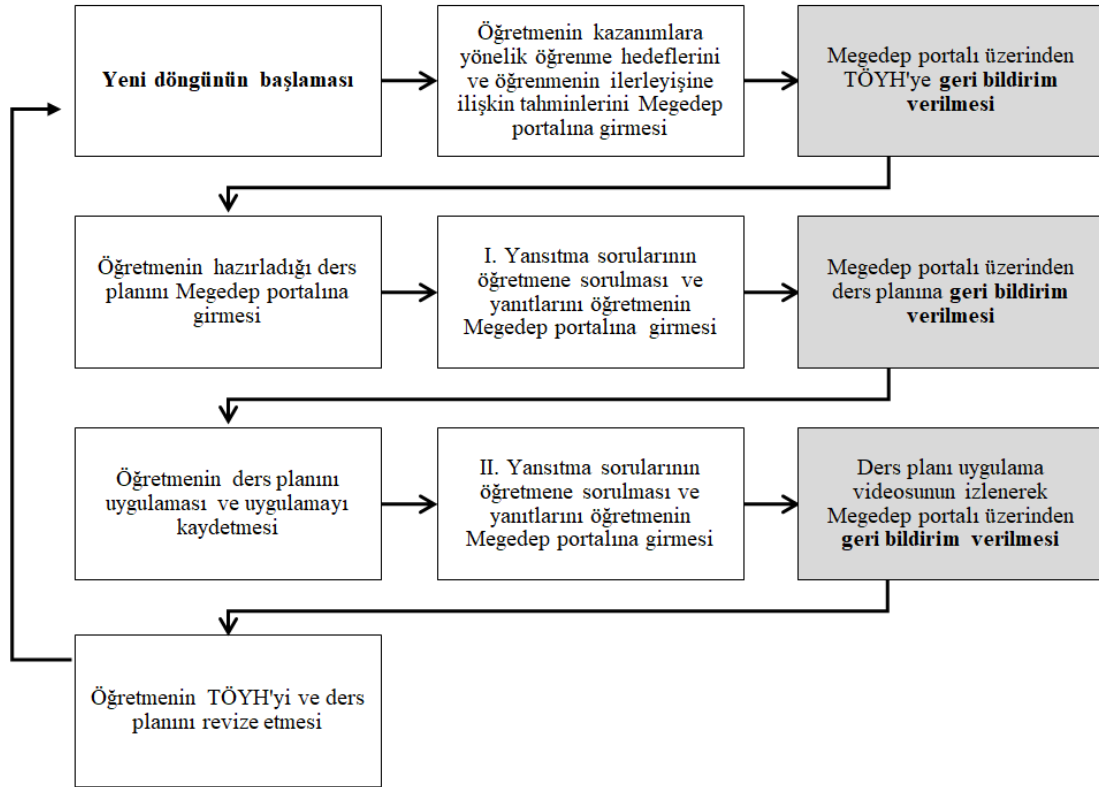 Yeni döngünün başlaması
Öğretmenin kazanımlara
yönelik öğrenme hedeflerini
ve öğrenmenin ilerleyişine
ilişkin tahminlerini Megedep
portalına girmesi
Megedep portalı üzerinden
TÖYH'ye geri bildirim
verilmesi
Öğretmenin hazırladığı ders
planını Megedep portalına
girmesi
I. Yansıtma sorularının
öğretmene sorulması ve
yanıtlarını öğretmenin
Megedep portalına girmesi
Megedep portalı üzerinden
ders planına geri bildirim
verilmesi
Öğretmenin ders planını
uygulaması ve uygulamayı
kaydetmesi
II. Yansıtma sorularının
öğretmene sorulması ve
yanıtlarını öğretmenin
Megedep portalına girmesi
Ders planı uygulama
videosunun izlenerek
Megedep portalı üzerinden
geri bildirim verilmesi
Öğretmenin TÖYH'yi ve ders
planını revize etmesi